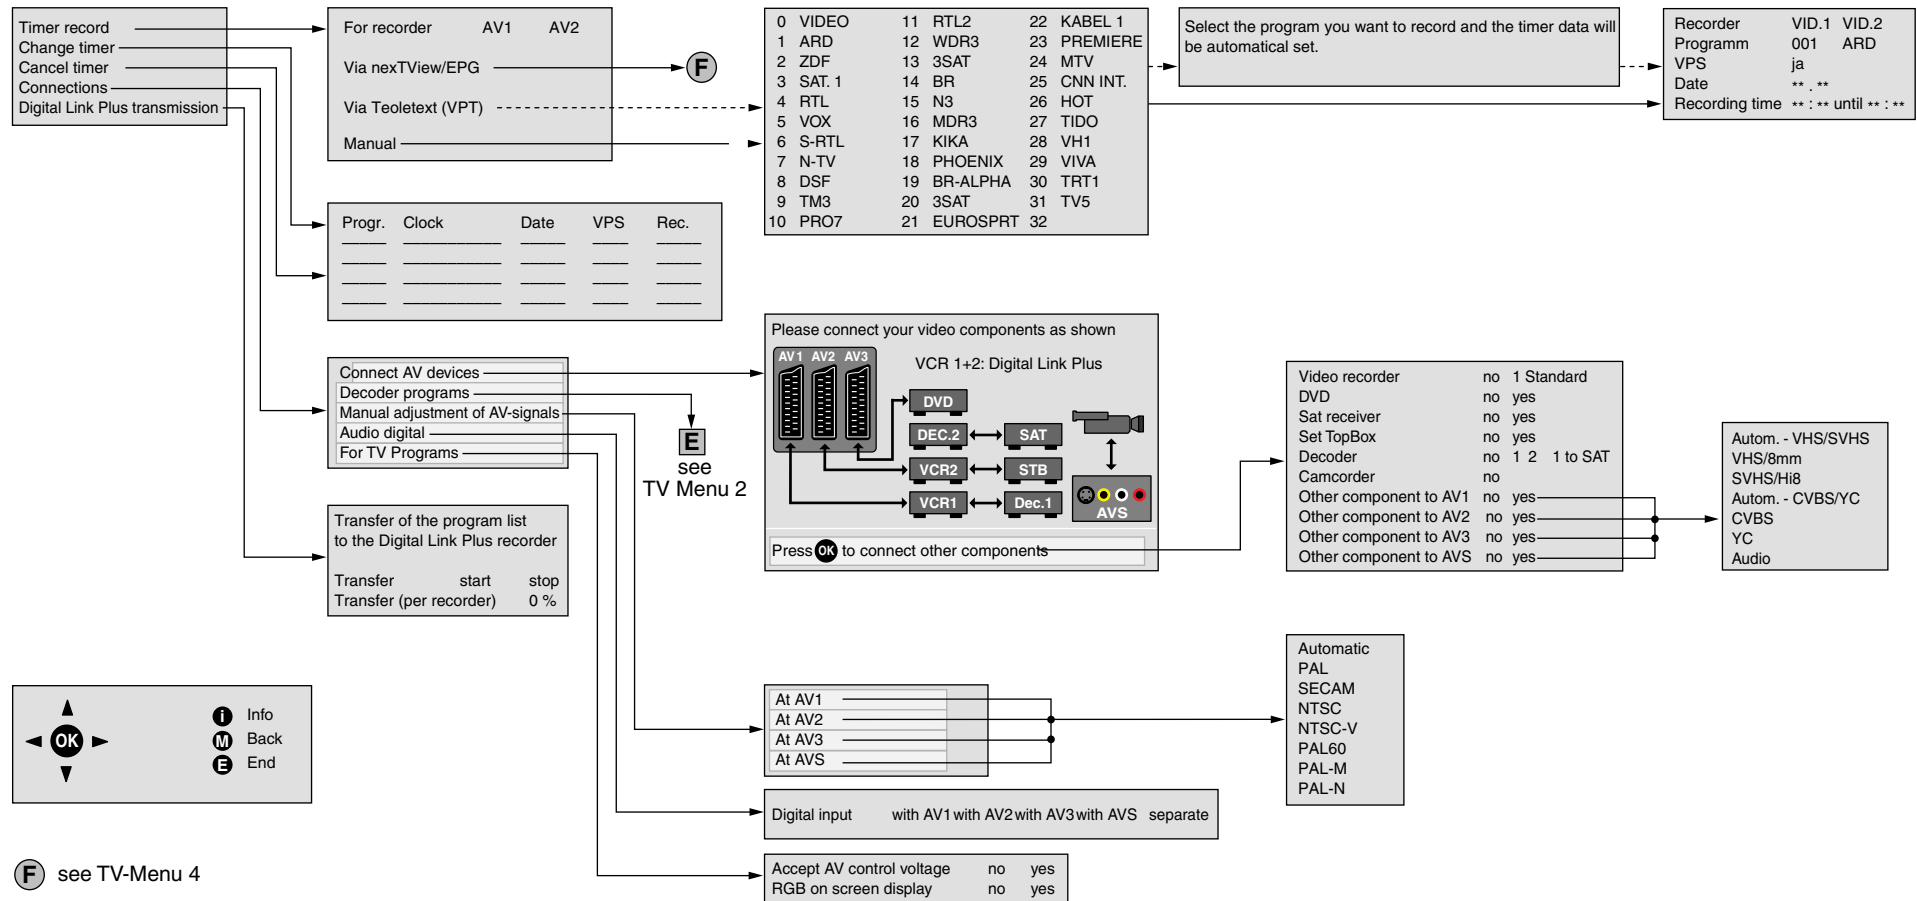 Timer record
Change timer
Cancel timer
Connections
Digital Link Plus transmission
For recorder AV1 AV2
Via nexTView/EPG F
Via Teoletext (VPT)
Manual
0 VIDEO 11 RTL2 22 KABEL 1
1 ARD 12 WDR3 23 PREMIERE
2 ZDF 13 3SAT 24 MTV
3 SAT. 1 14 BR 25 CNN INT.
4 RTL 15 N3 26 HOT
5 VOX 16 MDR3 27 TIDO
6 S-RTL 17 KIKA 28 VH1
7 N-TV 18 PHOENIX 29 VIVA
8 DSF 19 BR-ALPHA 30 TRT1
9 TM3 20 3SAT 31 TV5
10 PRO7 21 EUROSPRT 32
Select the program you want to record and the timer data will
be automatical set.
Recorder VID.1 VID.2
Programm 001 ARD
VPS ja
Date ** . **
Recording time ** : ** until ** : **
Progr. Clock Date VPS Rec.
Connect AV devices
Decoder programs
Manual adjustment of AV-signals
Audio digital
For TV Programs
E
see
TV Menu 2
Transfer of the program list
to the Digital Link Plus recorder
Transfer start stop
Transfer (per recorder) 0 %
Please connect your video components as shown
AV1 AV2 AV3
VCR 1+2: Digital Link Plus
DVD
DEC.2 SAT
VCR2 STB
VCR1 Dec.1
AVS
Press OK to connect other components
Video recorder no 1 Standard
DVD no yes
Sat receiver no yes
Set TopBox no yes
Decoder no 1 2 1 to SAT
Camcorder no
Other component to AV1 no yes
Other component to AV2 no yes
Other component to AV3 no yes
Other component to AVS no yes
Autom. - VHS/SVHS
VHS/8mm
SVHS/Hi8
Autom. - CVBS/YC
CVBS
YC
Audio
At AV1
At AV2
At AV3
At AVS
Automatic
PAL
SECAM
NTSC
NTSC-V
PAL60
PAL-M
PAL-N
Digital input with AV1 with AV2 with AV3 with AVS separate
Accept AV control voltage no yes
RGB on screen display no yes
OK
i Info
M Back
E End
F see TV-Menu 4